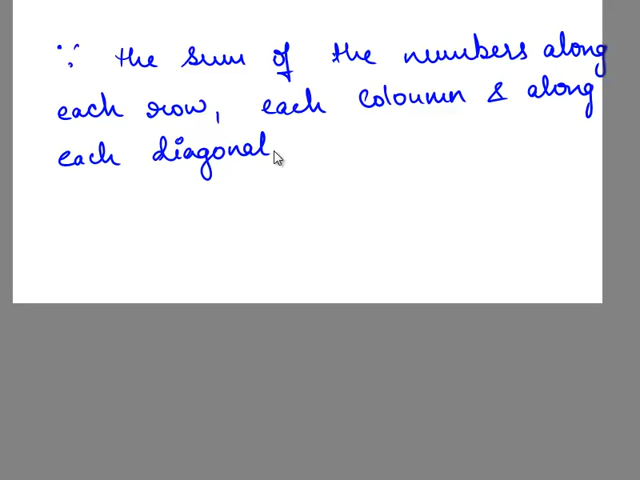 ∵ the sum of the numbers along
each row, each coloumn & along
each diagonal